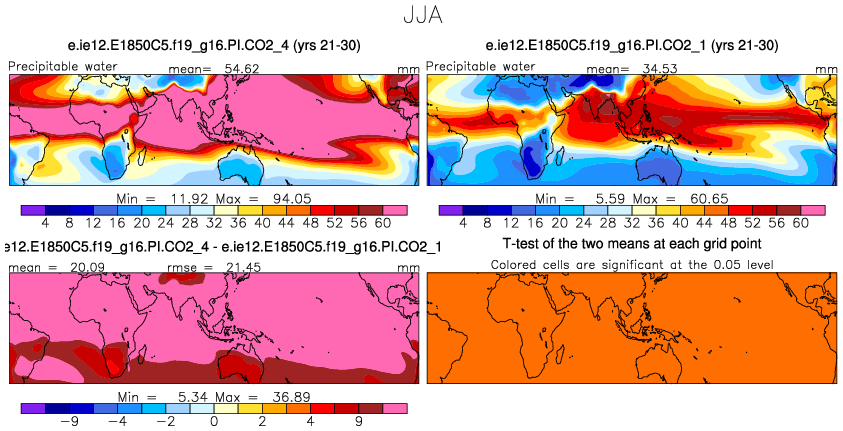 JJA
e.ie12.E1850C5.f19_g16.PI.CO2_4 (yrs 21-30)
Precipitable water mean= 54.62 mm
Min = 11.92 Max = 94.05
4 8 12 16 20 24 28 32 36 40 44 48 52 56 60
e.ie12.E1850C5.f19_g16.PI.CO2_1 (yrs 21-30)
Precipitable water mean= 34.53 mm
Min = 5.59 Max = 60.65
4 8 12 16 20 24 28 32 36 40 44 48 52 56 60
e.ie12.E1850C5.f19_g16.PI.CO2_4 - e.ie12.E1850C5.f19_g16.PI.CO2_1
mean = 20.09 rmse = 21.45 mm
Min = 5.34 Max = 36.89
-9 -4 -2 0 2 4 9
T-test of the two means at each grid point
Colored cells are significant at the 0.05 level